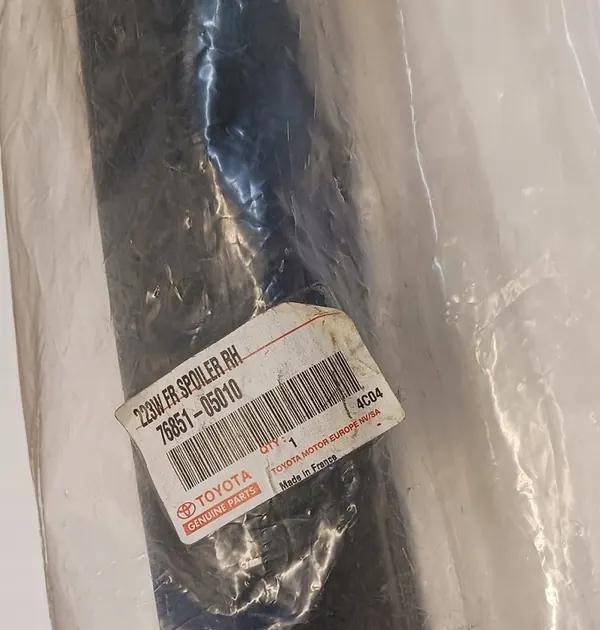 223W,FR SPOILER RH
76851-05010
QTY 1
4C04
TOYOTA MOTOR EUROPE NV/SA
Made in France
TOYOTA
GENUINE PARTS